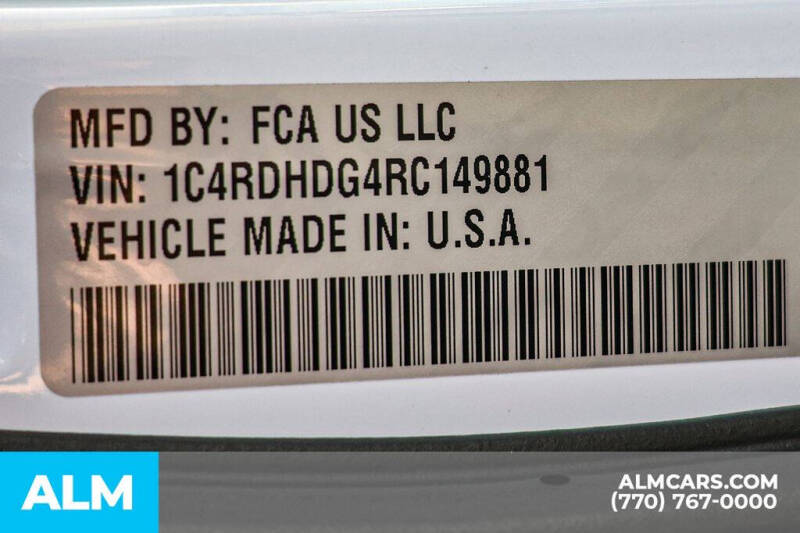 MFD BY: FCA US LLC
VIN: 1C4RDHDG4RC149881
VEHICLE MADE IN: U.S.A.
ALM
ALMCARS.COM
(770) 767-0000